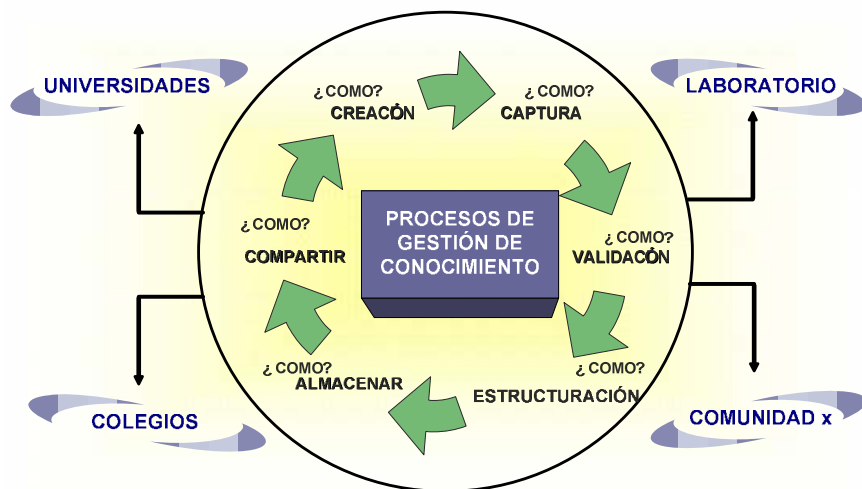 UNIVERSIDADES
LABORATORIO
¿COMO?
CREACIÓN
¿COMO?
CAPTURA
¿COMO?
VALIDACÓN
¿COMO?
ESTRUCTURACIÓN
¿COMO?
ALMACENAR
¿COMO?
COMPARTIR
PROCESOS DE
GESTIÓN DE
CONOCIMIENTO
COLEGIOS
COMUNIDAD x